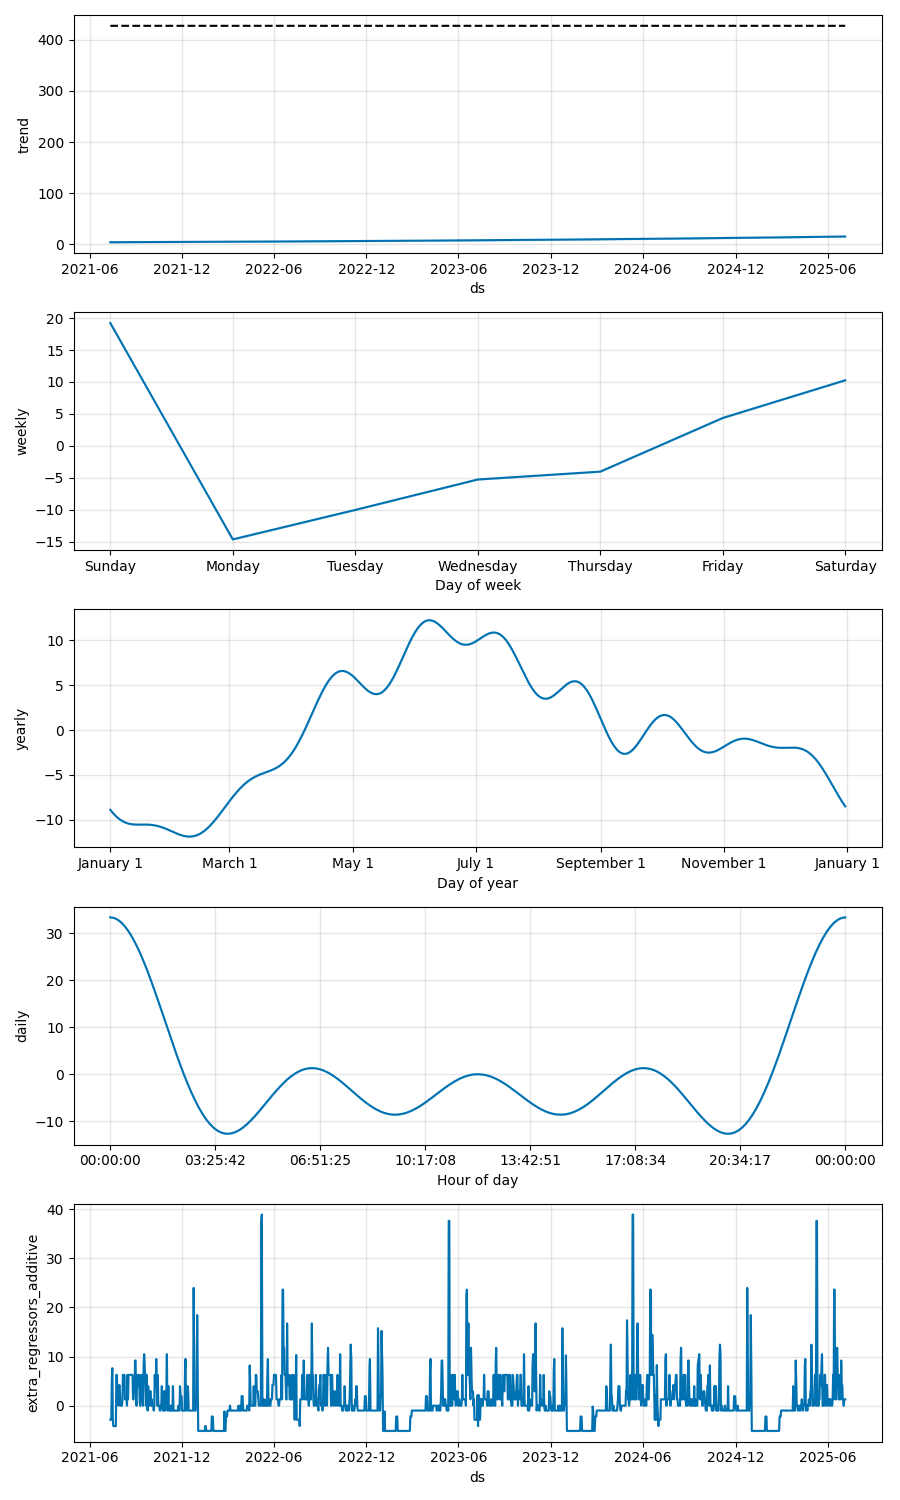 trend
400
300
200
100
0
2021-06 2021-12 2022-06 2022-12 2023-06 2023-12 2024-06 2024-12 2025-06
ds
weekly
20
15
10
5
0
−5
−10
−15
Sunday Monday Tuesday Wednesday Thursday Friday Saturday
Day of week
yearly
10
5
0
−5
−10
January 1 March 1 May 1 July 1 September 1 November 1 January 1
Day of year
daily
30
20
10
0
−10
00:00:00 03:25:42 06:51:25 10:17:08 13:42:51 17:08:34 20:34:17 00:00:00
Hour of day
extra_regressors_additive
40
30
20
10
0
2021-06 2021-12 2022-06 2022-12 2023-06 2023-12 2024-06 2024-12 2025-06
ds